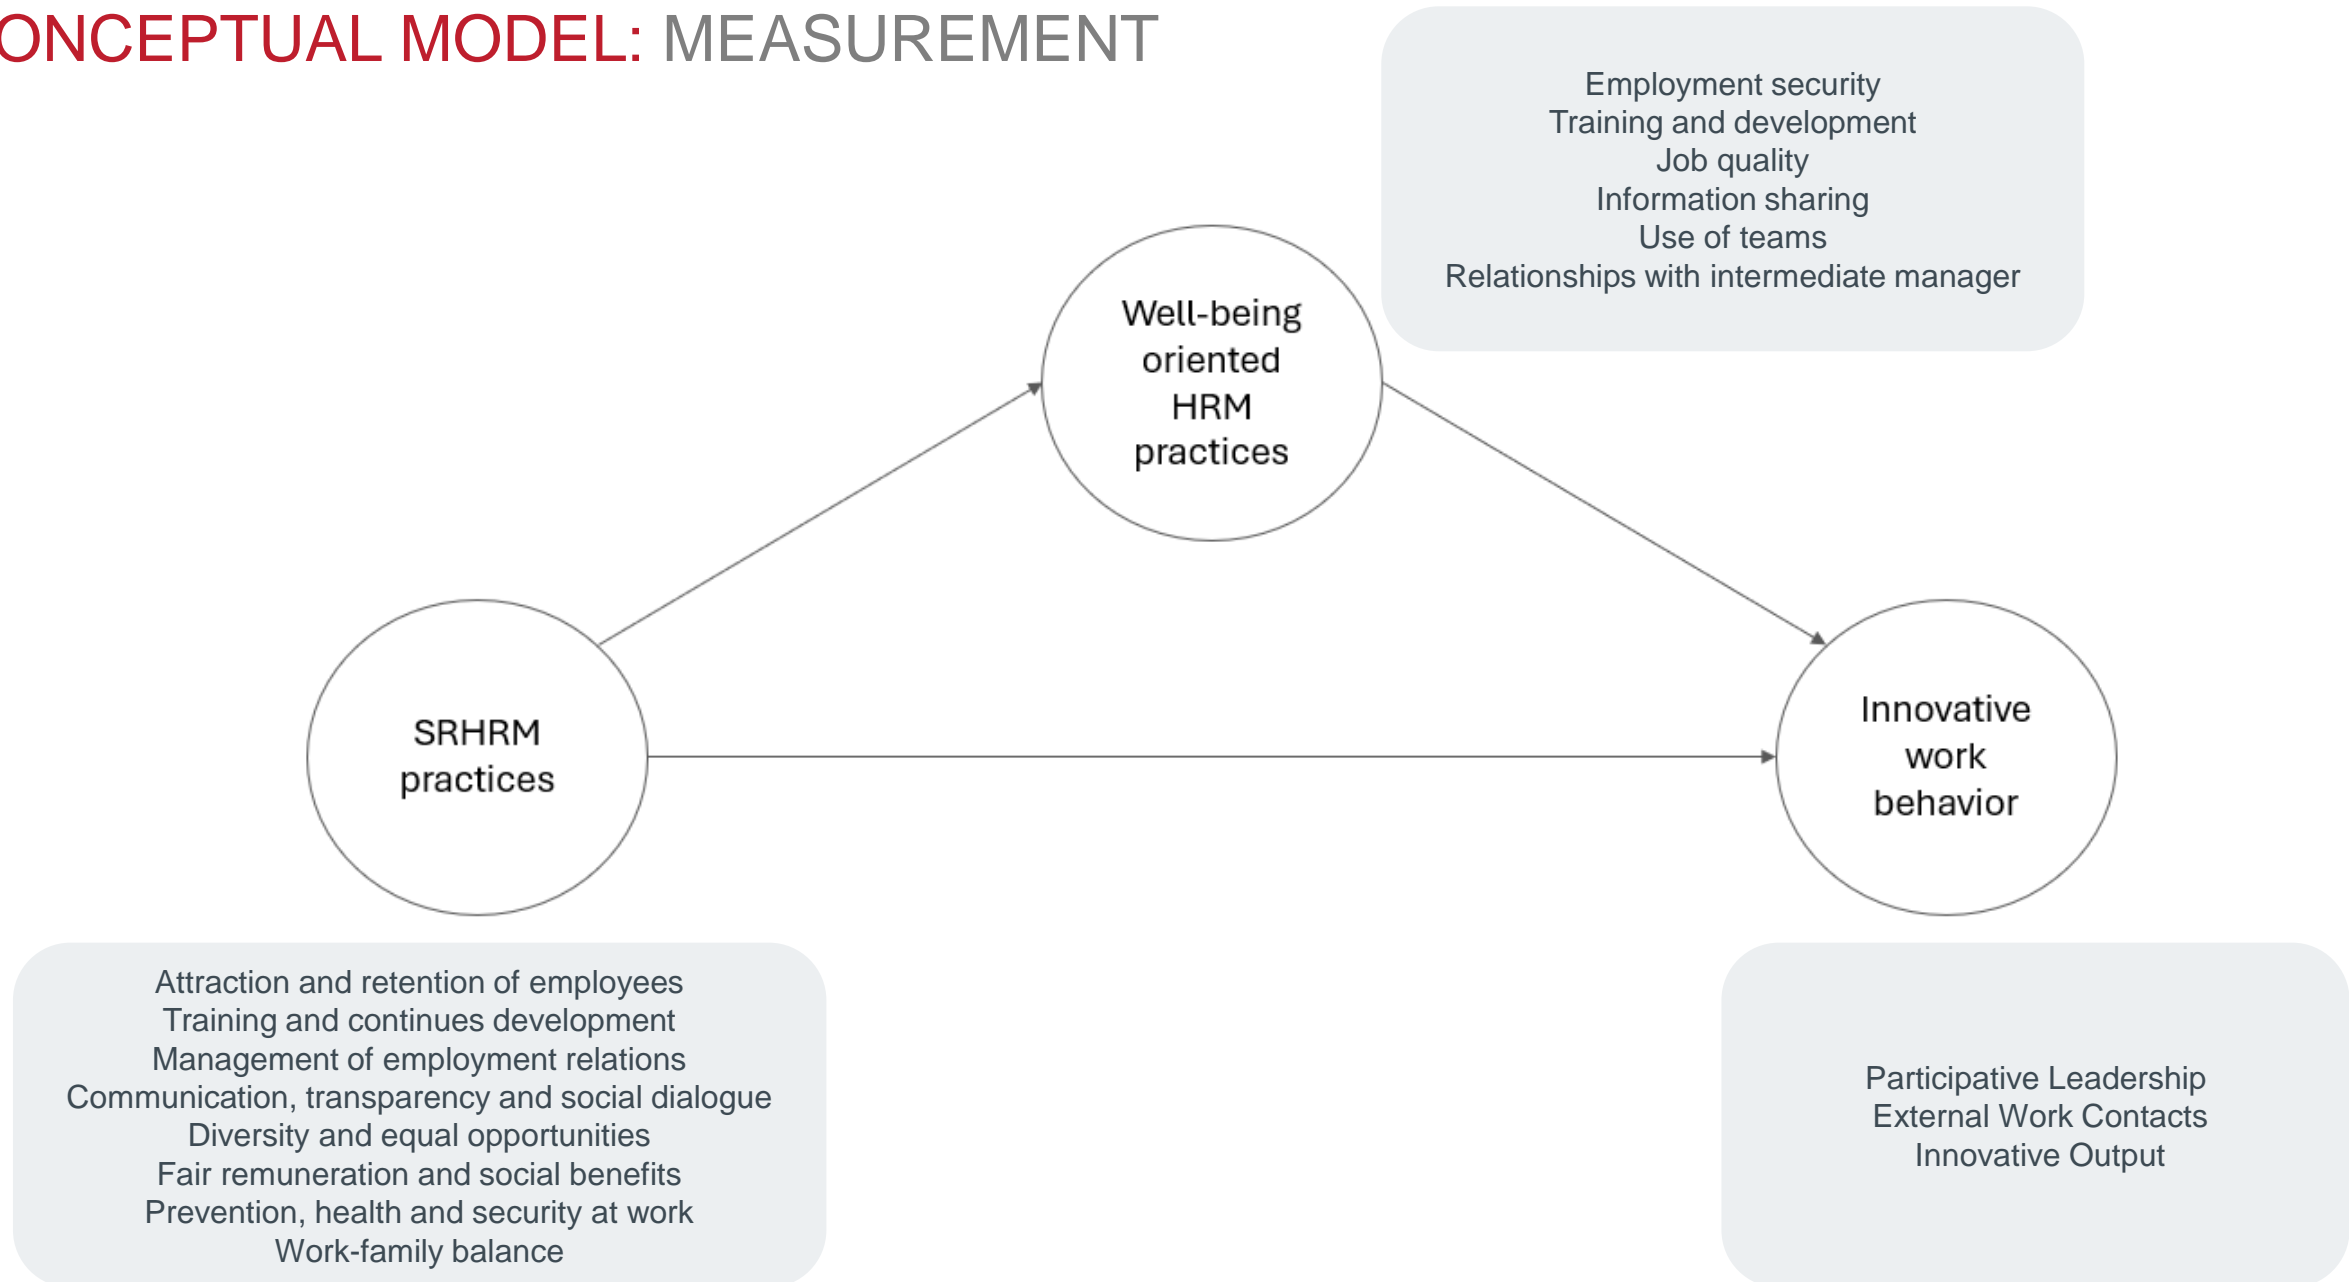 ONCEPTUAL MODEL: MEASUREMENT
Employment security
Training and development
Job quality
Information sharing
Use of teams
Relationships with intermediate manager
Well-being
oriented
HRM
practices
SRHRM
practices
Innovative
work
behavior
Attraction and retention of employees
Training and continues development
Management of employment relations
Communication, transparency and social dialogue
Diversity and equal opportunities
Fair remuneration and social benefits
Prevention, health and security at work
Work-family balance
Participative Leadership
External Work Contacts
Innovative Output